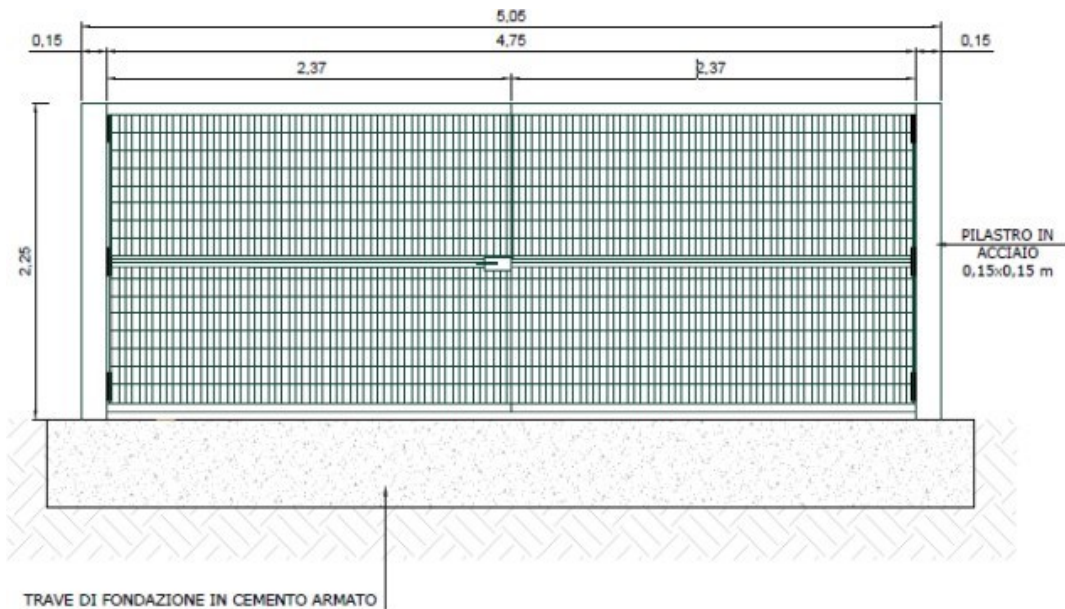 5,05
0,15
4,75
0,15
2,37
2,37
2,25
PILASTRO IN
ACCIAIO
0,15x0,15 m
TRAVE DI FONDAZIONE IN CEMENTO ARMATO